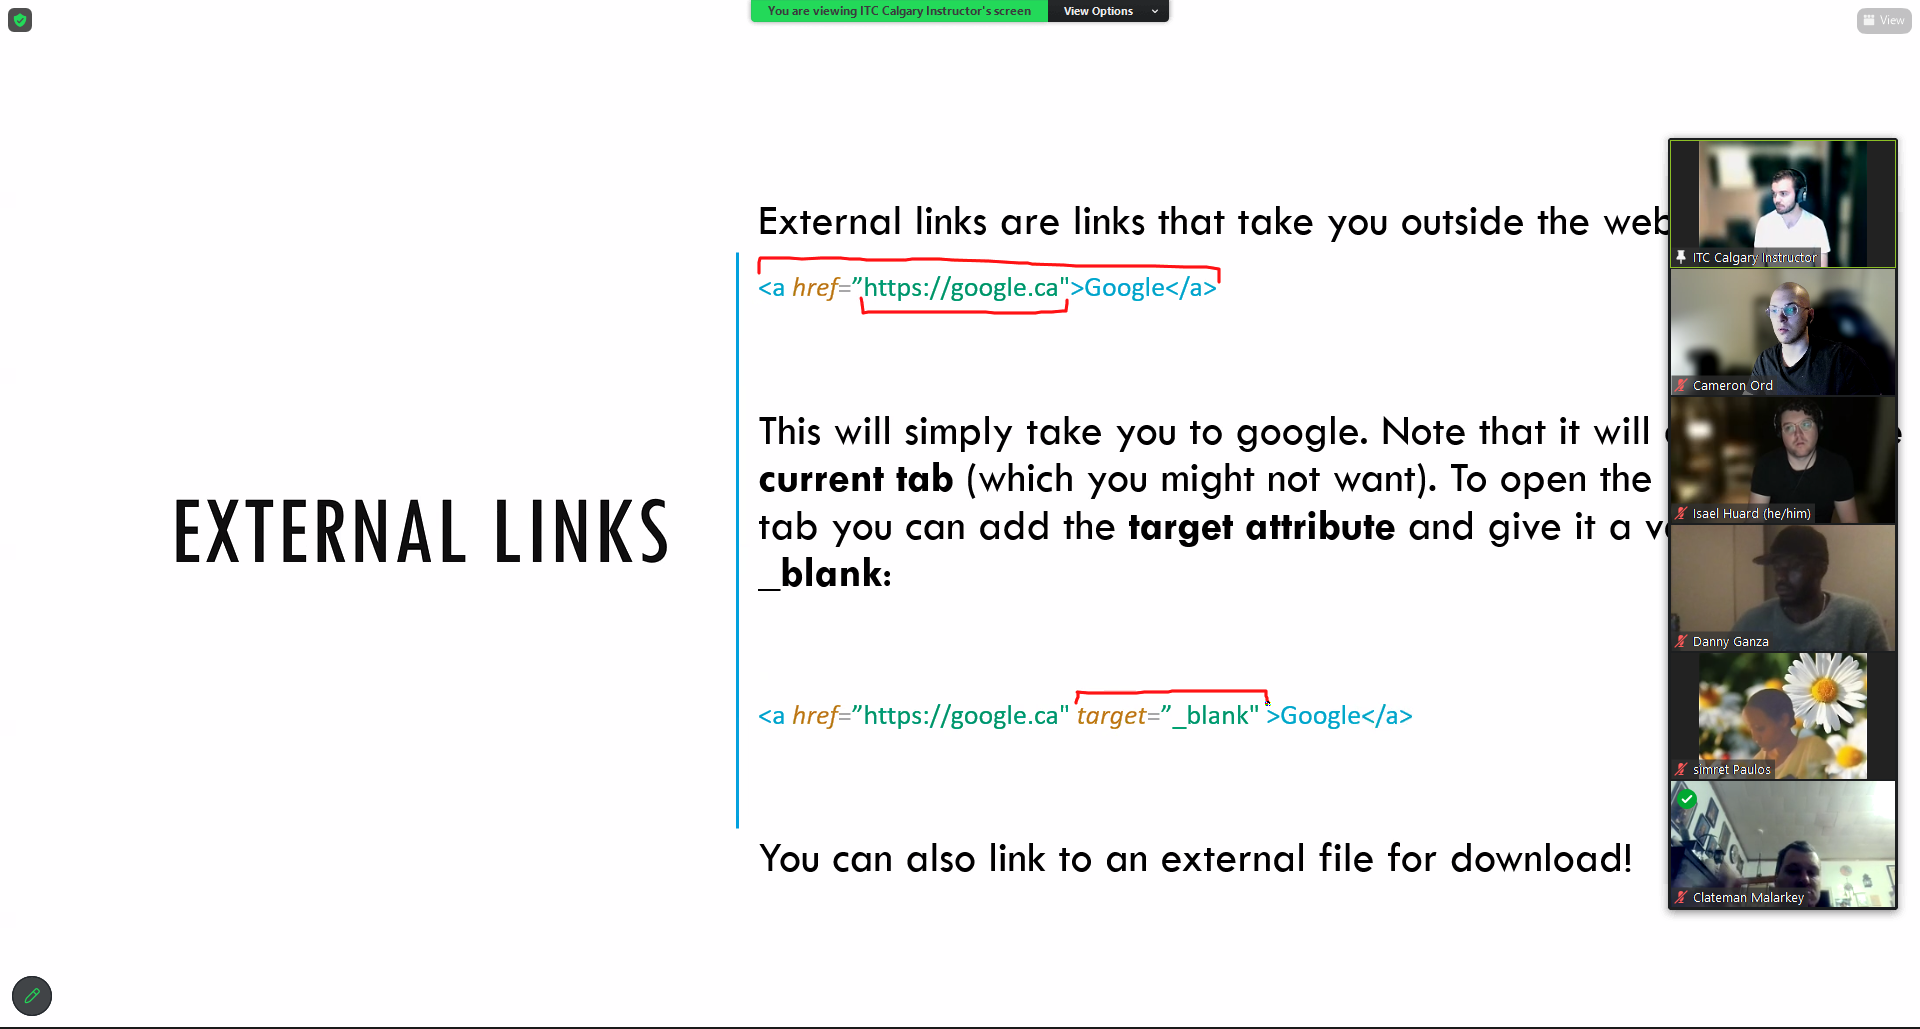 You are viewing ITC Calgary Instructor's screen View Options
View
External links are links that take you outside the web
<a href=”https://google.ca">Google</a>
This will simply take you to google. Note that it will
current tab (which you might not want). To open the
tab you can add the target attribute and give it a v
_blank:
EXTERNAL LINKS
<a href=”https://google.ca" target=”_blank" >Google</a>
You can also link to an external file for download!
ITC Calgary Instructor
Cameron Ord
Isael Huard (he/him)
Danny Ganza
simret Paulos
Clateman Malarkey